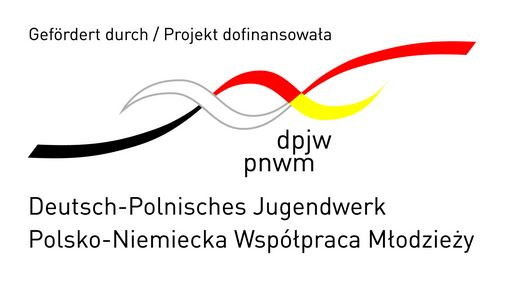 Gefördert durch / Projekt dofinansowała
dpjw
pnwm
Deutsch-Polnisches Jugendwerk
Polsko-Niemiecka Współpraca Młodzieży